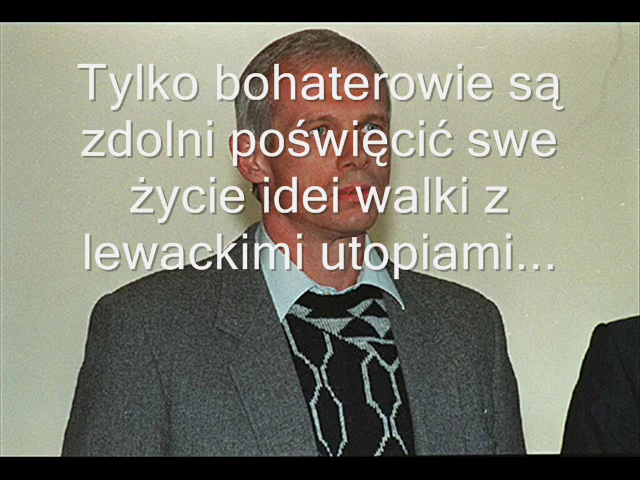 Tylko bohaterowie są
zdolni poświęcić swe
życie idei walki z
lewackimi utopiami...